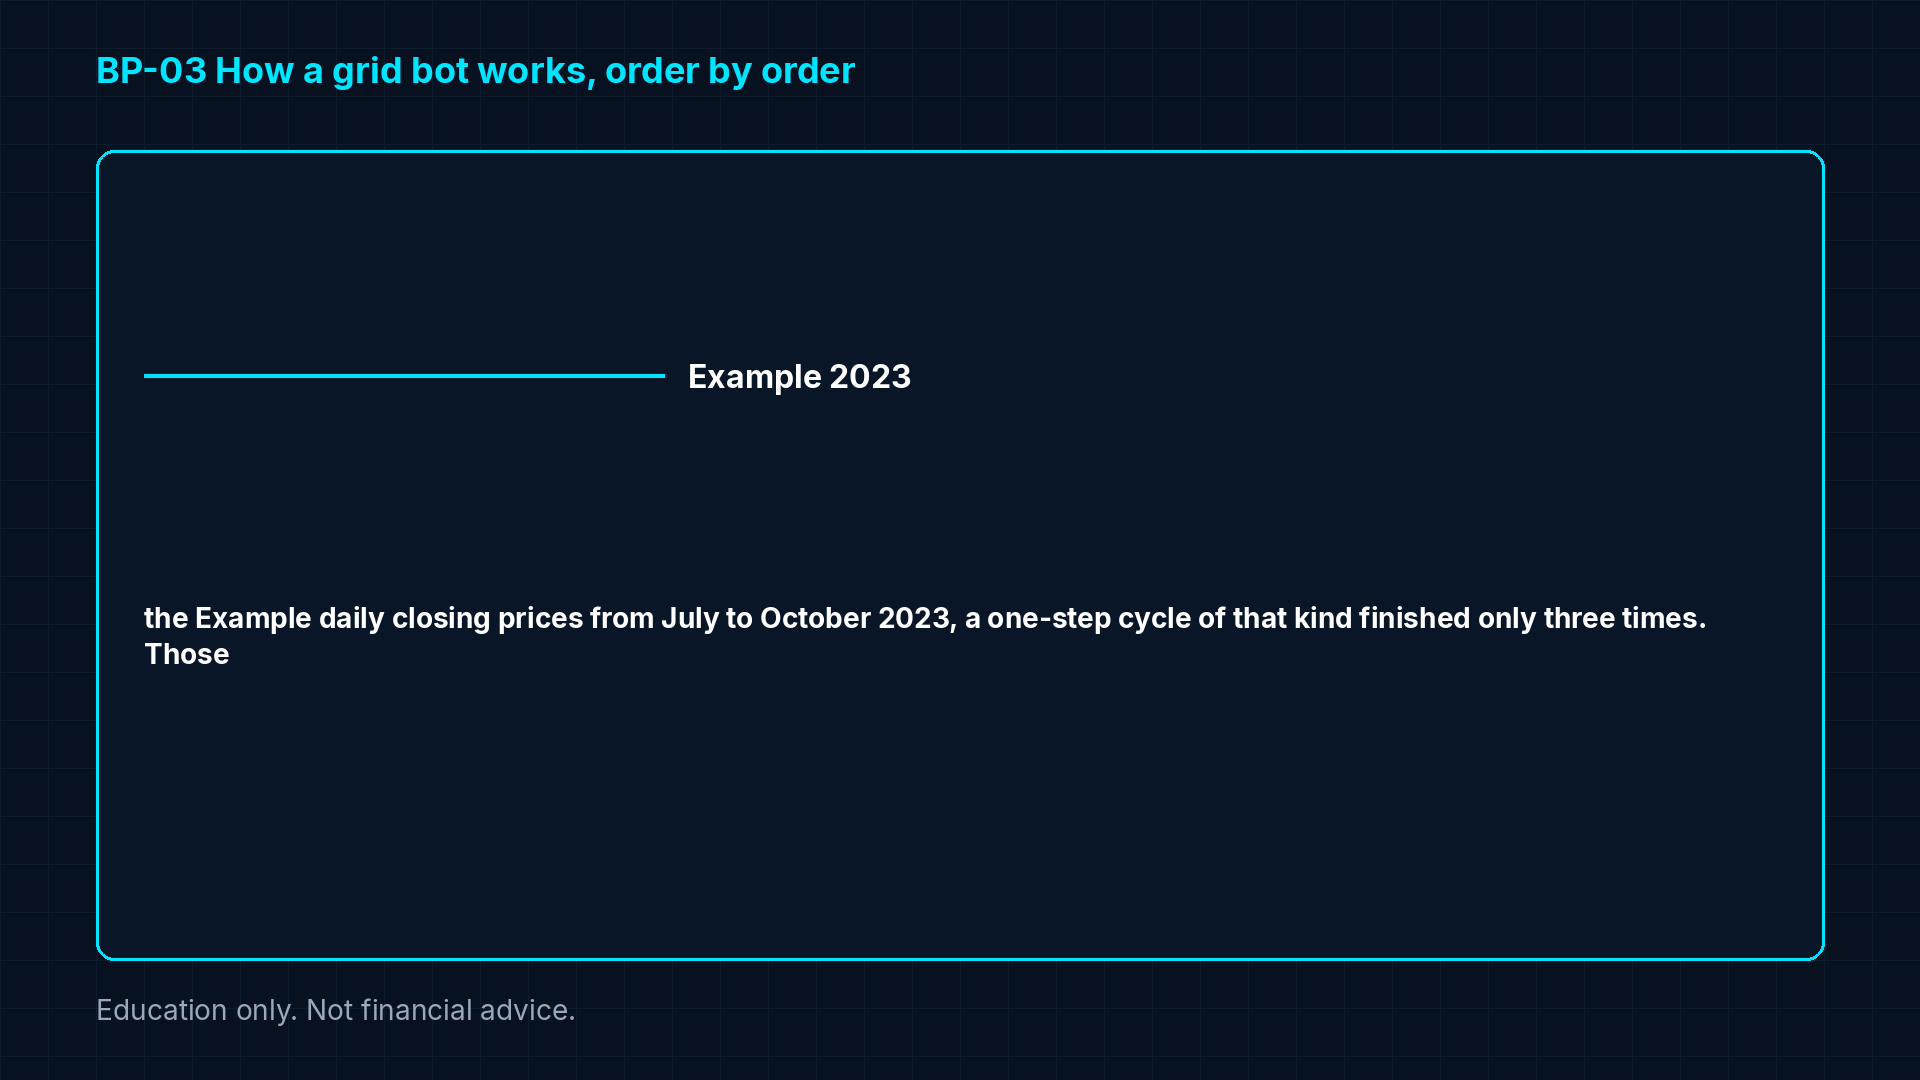 BP-03 How a grid bot works, order by order
Example 2023
the Example daily closing prices from July to October 2023, a one-step cycle of that kind finished only three times.
Those
Education only. Not financial advice.